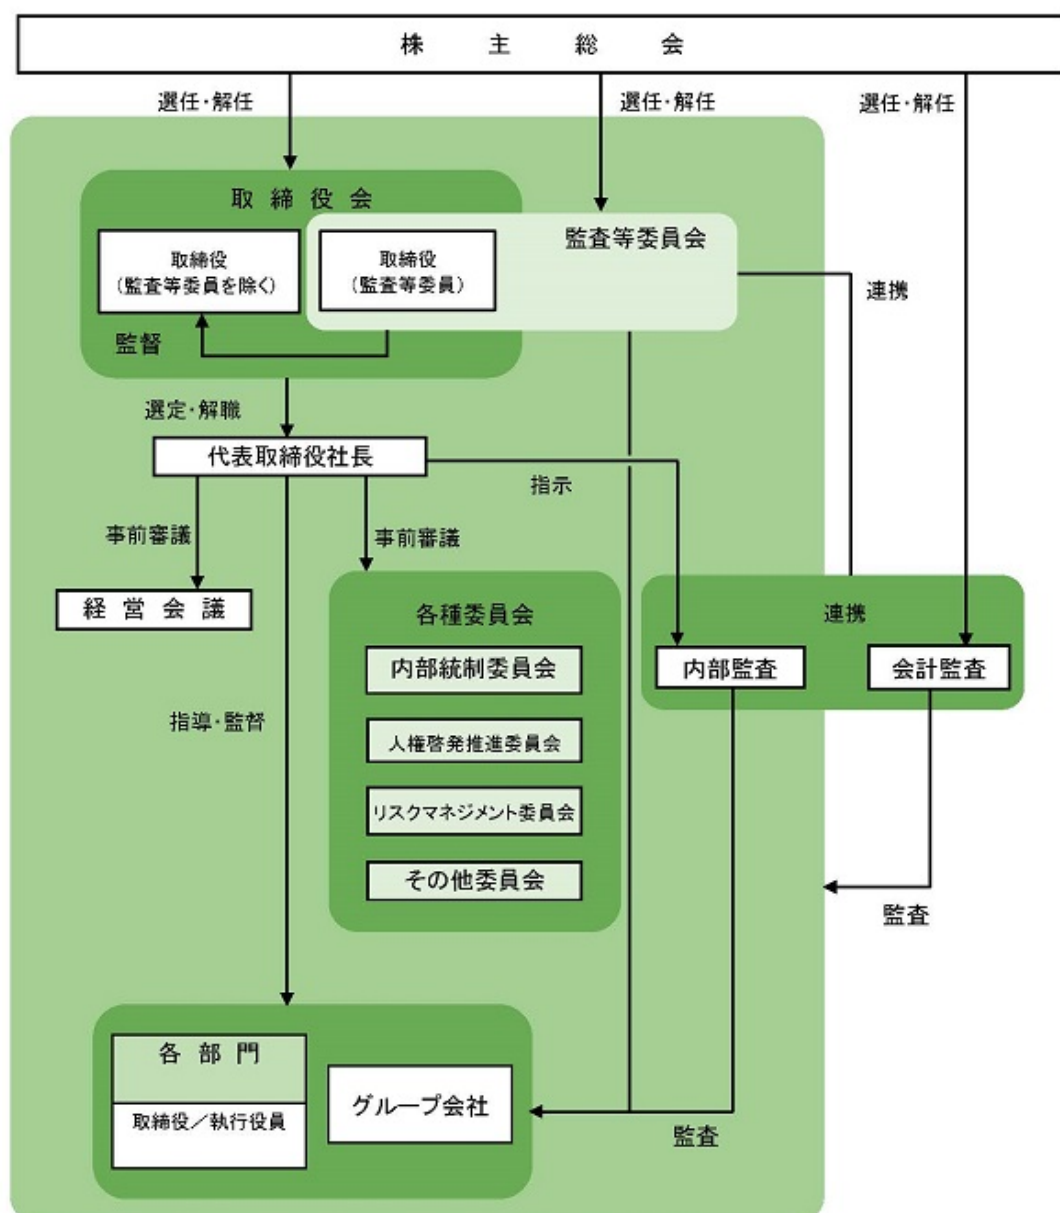 株主総会
選任・解任
選任・解任
選任・解任
取締役会
監査等委員会
取締役
(監査等委員を除く)
取締役
(監査等委員)
連携
監督
選定・解職
代表取締役社長
指示
事前審議
事前審議
経営会議
各種委員会
連携
内部統制委員会
内部監査
会計監査
指導・監督
人権啓発推進委員会
リスクマネジメント委員会
その他委員会
監査
各部門
取締役/執行役員
グループ会社
監査